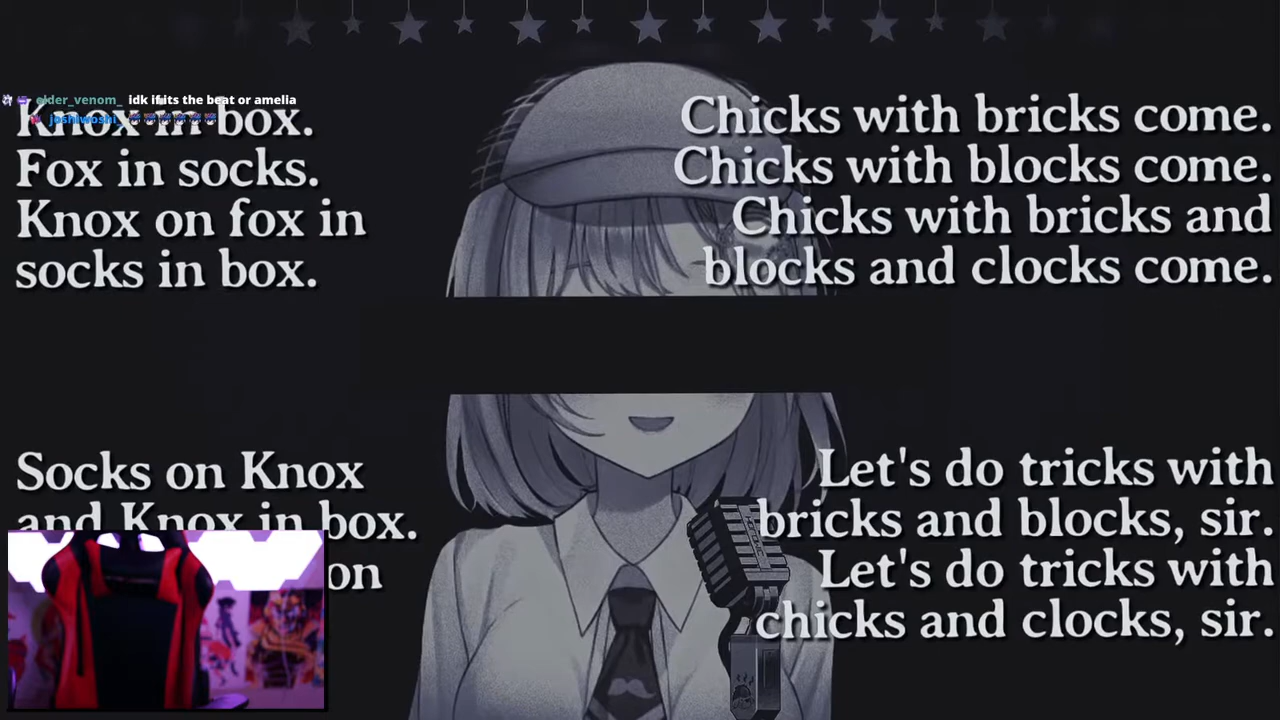 elder_venom_ idk if its the beat or amelia
joshiwoshi_
Knox in box.
Fox in socks.
Knox on fox in
socks in box.
Chicks with bricks come.
Chicks with blocks come.
Chicks with bricks and
blocks and clocks come.
Socks on Knox
and Knox in box.
on
Let's do tricks with
bricks and blocks, sir.
Let's do tricks with
chicks and clocks, sir.